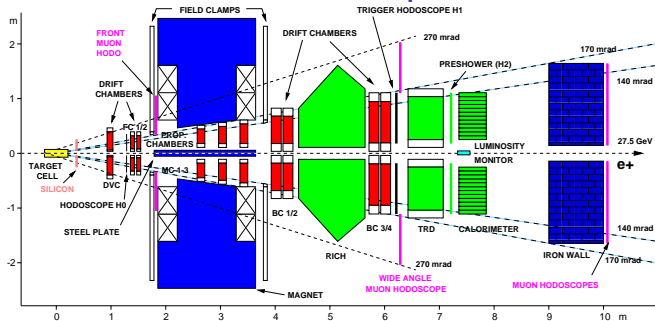 m
FIELD CLAMPS
TRIGGER HODOSCOPE H1
FRONT
MUON
HODO
DRIFT CHAMBERS
270 mrad
170 mrad
2
PRESHOWER (H2)
140 mrad
DRIFT
CHAMBERS
FC 1/2
1
PROP
CHAMBERS
LUMINOSITY
MONITOR
27.5 GeV
e+
0
TARGET
CELL
SILICON
DVC
MC 1-3
HODOSCOPE H0
STEEL PLATE
BC 1/2
BC 3/4
TRD
CALORIMETER
-1
RICH
140 mrad
IRON WALL
170 mrad
270 mrad
-2
WIDE ANGLE
MUON HODOSCOPE
MUON HODOSCOPES
MAGNET
0
1
2
3
4
5
6
7
8
9
10
m